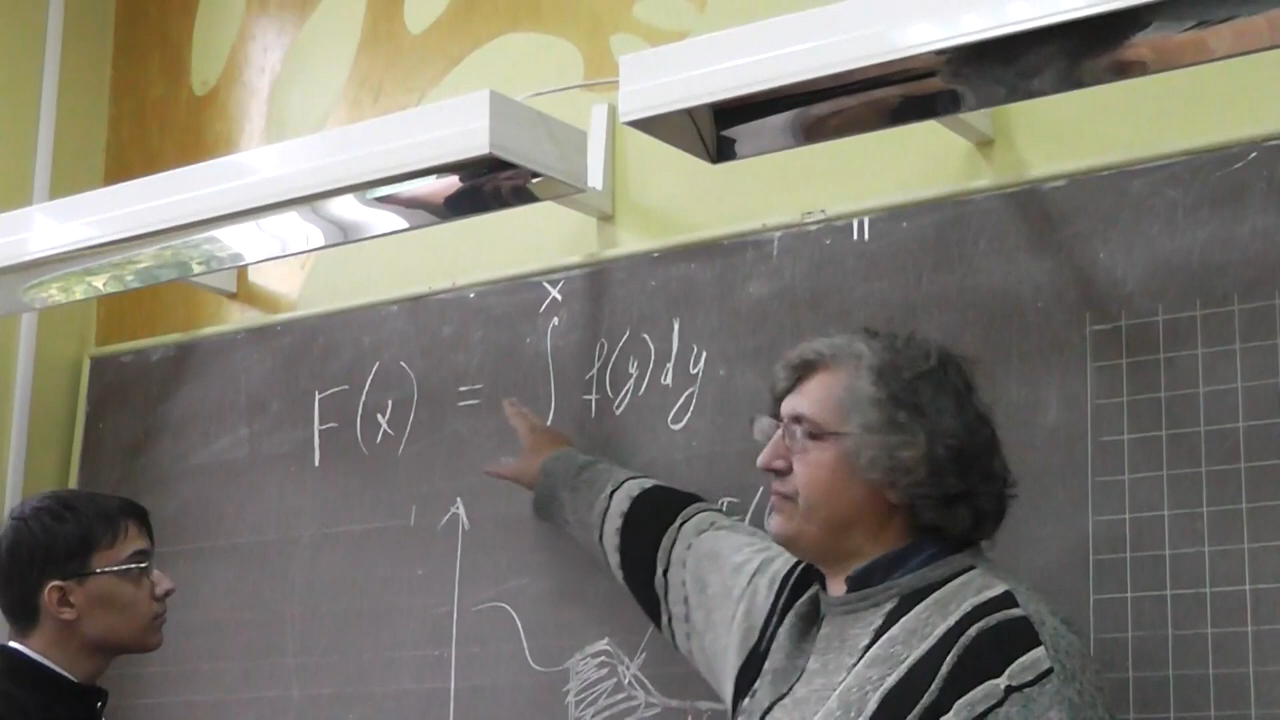 F(x) = ∫ˣ f(y)dy